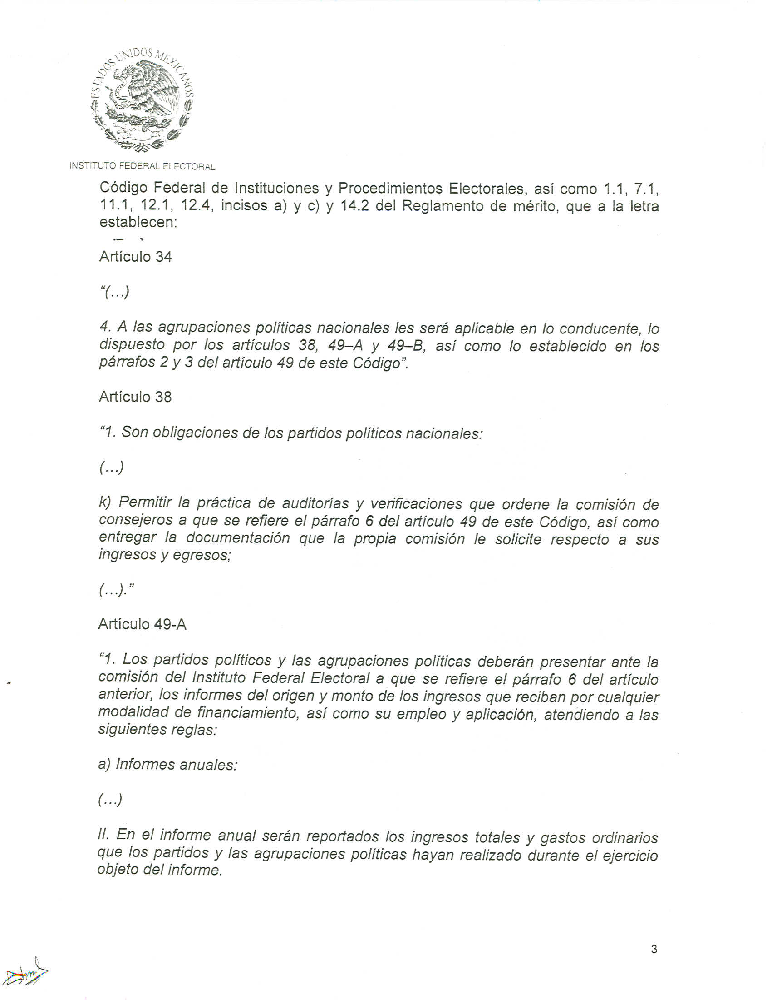 ESTADOS UNIDOS MEXICANOS
INSTITUTO FEDERAL ELECTORAL
Código Federal de Instituciones y Procedimientos Electorales, así como 1.1, 7.1,
11.1, 12.1, 12.4, incisos a) y c) y 14.2 del Reglamento de mérito, que a la letra
establecen:
Artículo 34
“(...)
4. A las agrupaciones políticas nacionales les será aplicable en lo conducente, lo
dispuesto por los artículos 38, 49–A y 49–B, así como lo establecido en los
párrafos 2 y 3 del artículo 49 de este Código”.
Artículo 38
“1. Son obligaciones de los partidos políticos nacionales:
(...)
k) Permitir la práctica de auditorías y verificaciones que ordene la comisión de
consejeros a que se refiere el párrafo 6 del artículo 49 de este Código, así como
entregar la documentación que la propia comisión le solicite respecto a sus
ingresos y egresos;
(...).”
Artículo 49-A
“1. Los partidos políticos y las agrupaciones políticas deberán presentar ante la
comisión del Instituto Federal Electoral a que se refiere el párrafo 6 del artículo
anterior, los informes del origen y monto de los ingresos que reciban por cualquier
modalidad de financiamiento, así como su empleo y aplicación, atendiendo a las
siguientes reglas:
a) Informes anuales:
(...)
II. En el informe anual serán reportados los ingresos totales y gastos ordinarios
que los partidos y las agrupaciones políticas hayan realizado durante el ejercicio
objeto del informe.
3